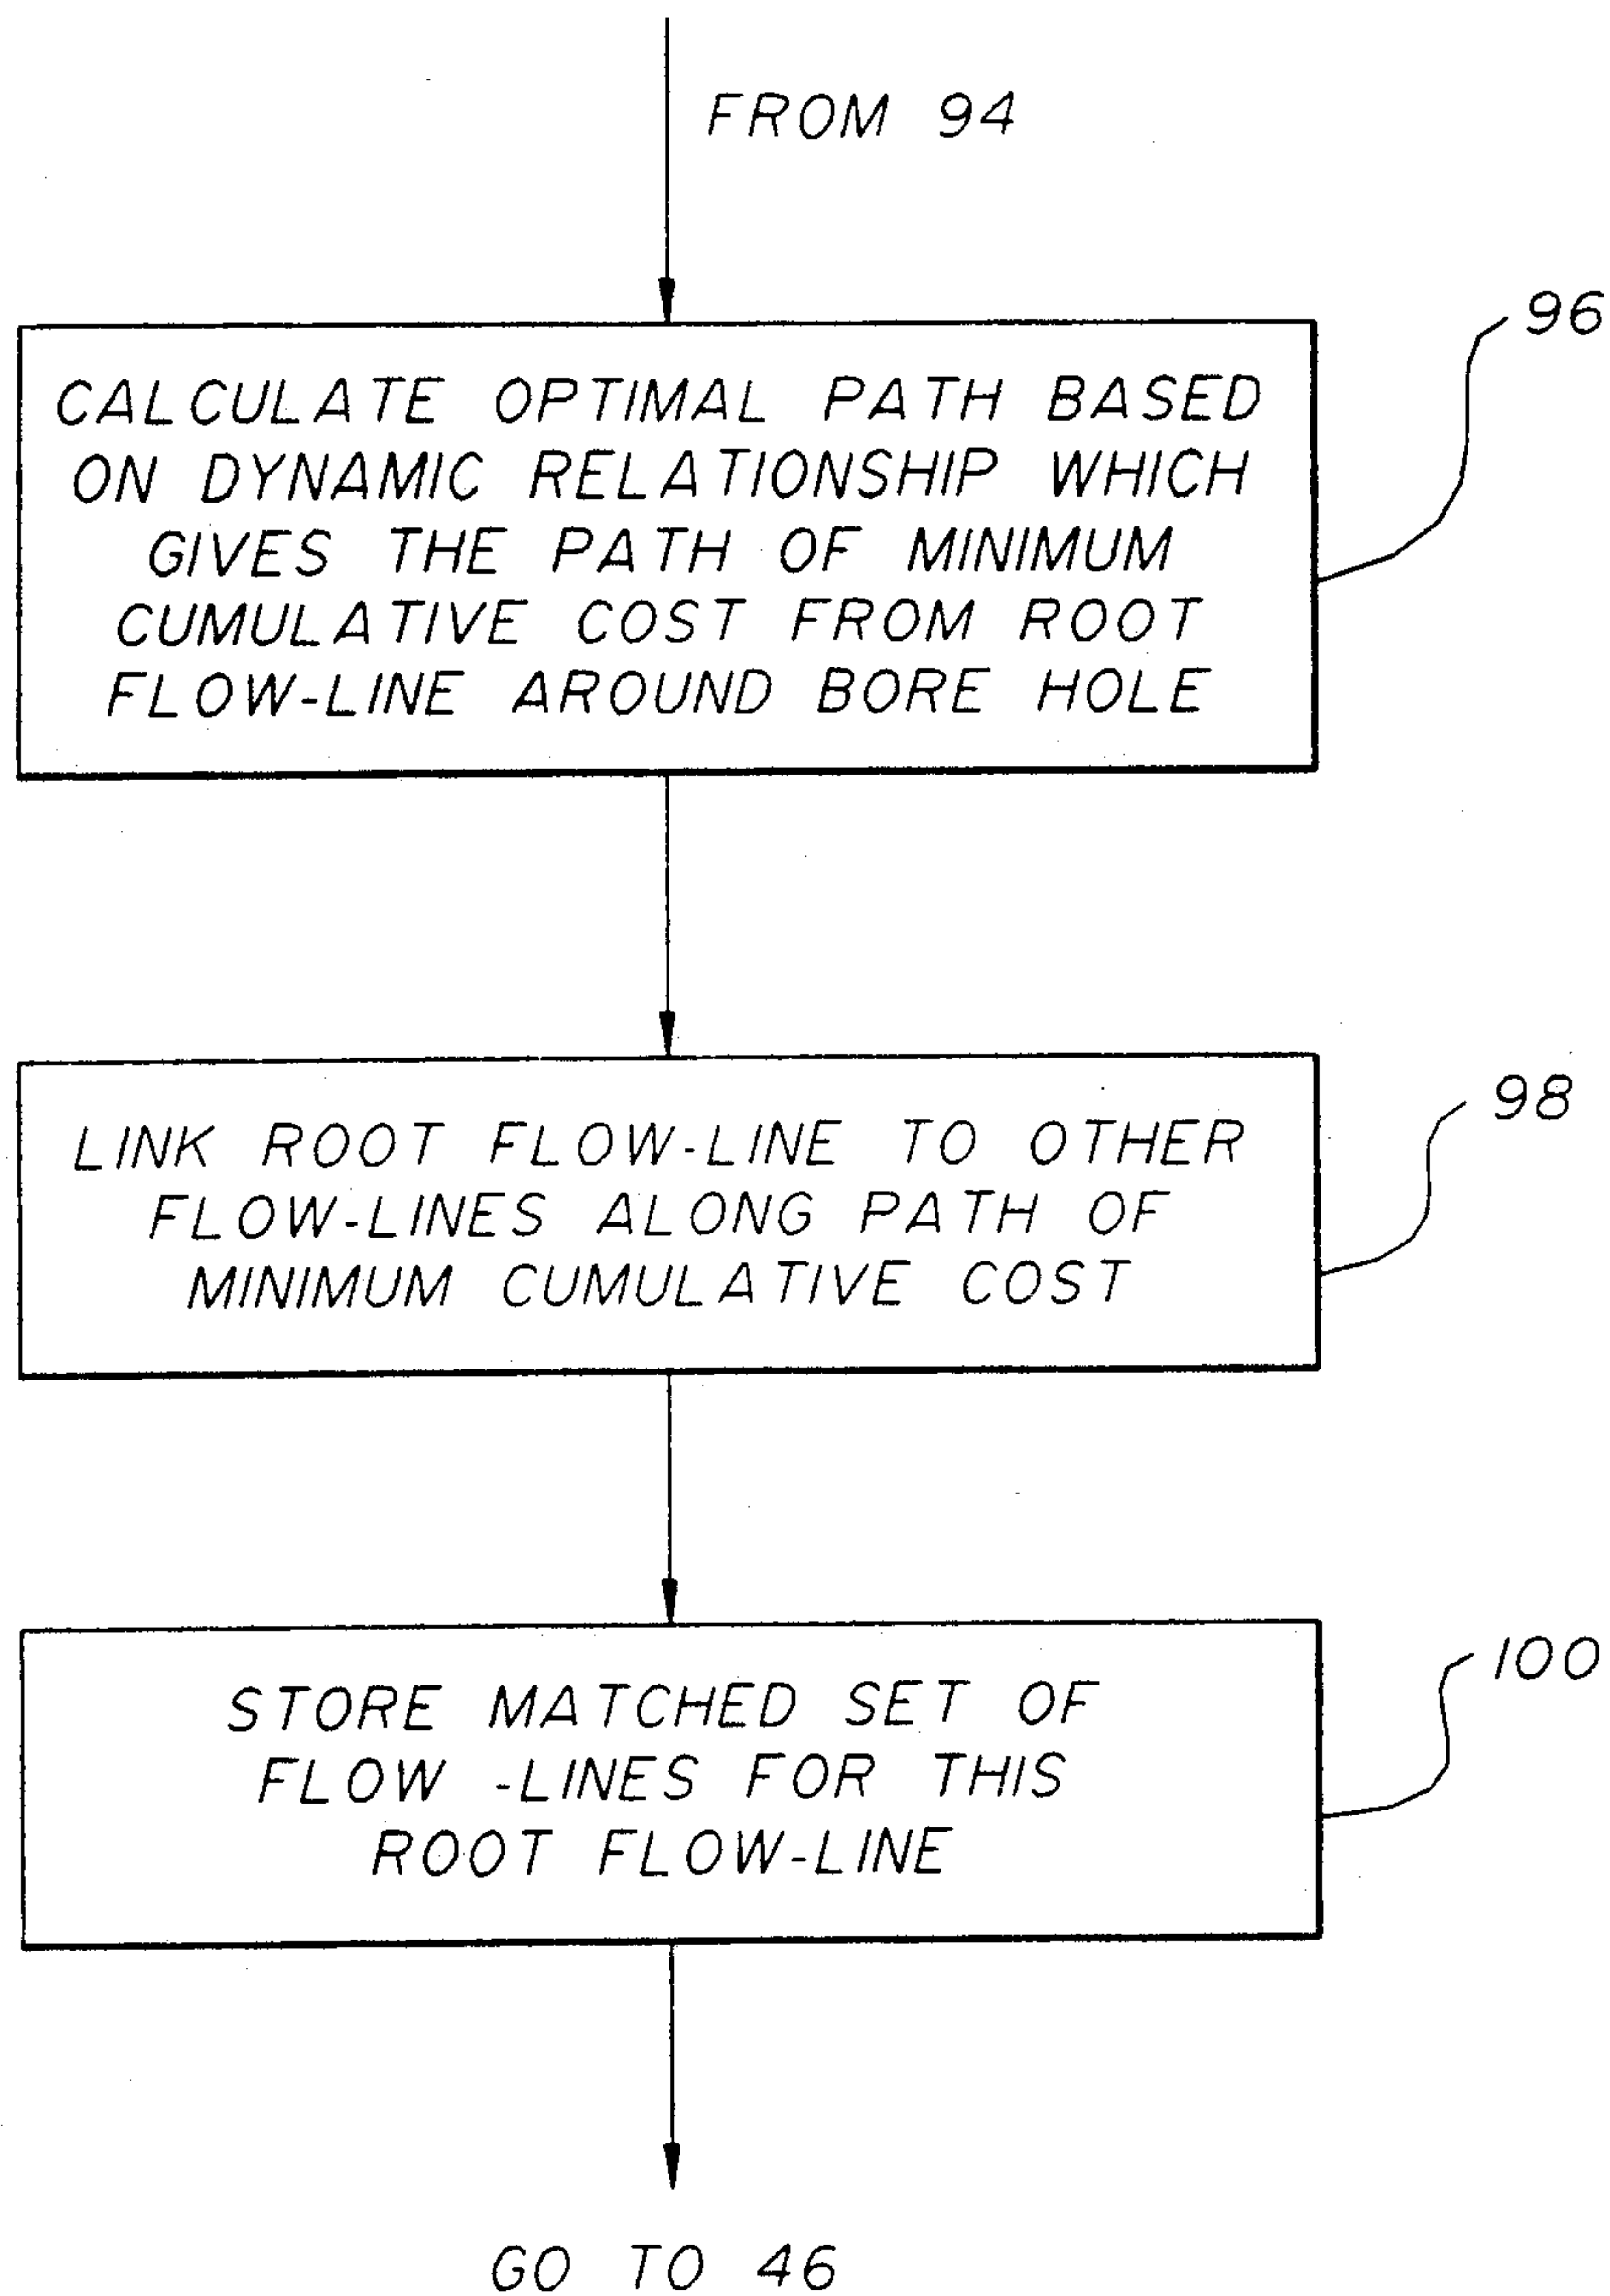 FROM 94
96
CALCULATE OPTIMAL PATH BASED
ON DYNAMIC RELATIONSHIP WHICH
GIVES THE PATH OF MINIMUM
CUMULATIVE COST FROM ROOT
FLOW-LINE AROUND BORE HOLE
98
LINK ROOT FLOW-LINE TO OTHER
FLOW-LINES ALONG PATH OF
MINIMUM CUMULATIVE COST
100
STORE MATCHED SET OF
FLOW -LINES FOR THIS
ROOT FLOW-LINE
GO TO 46